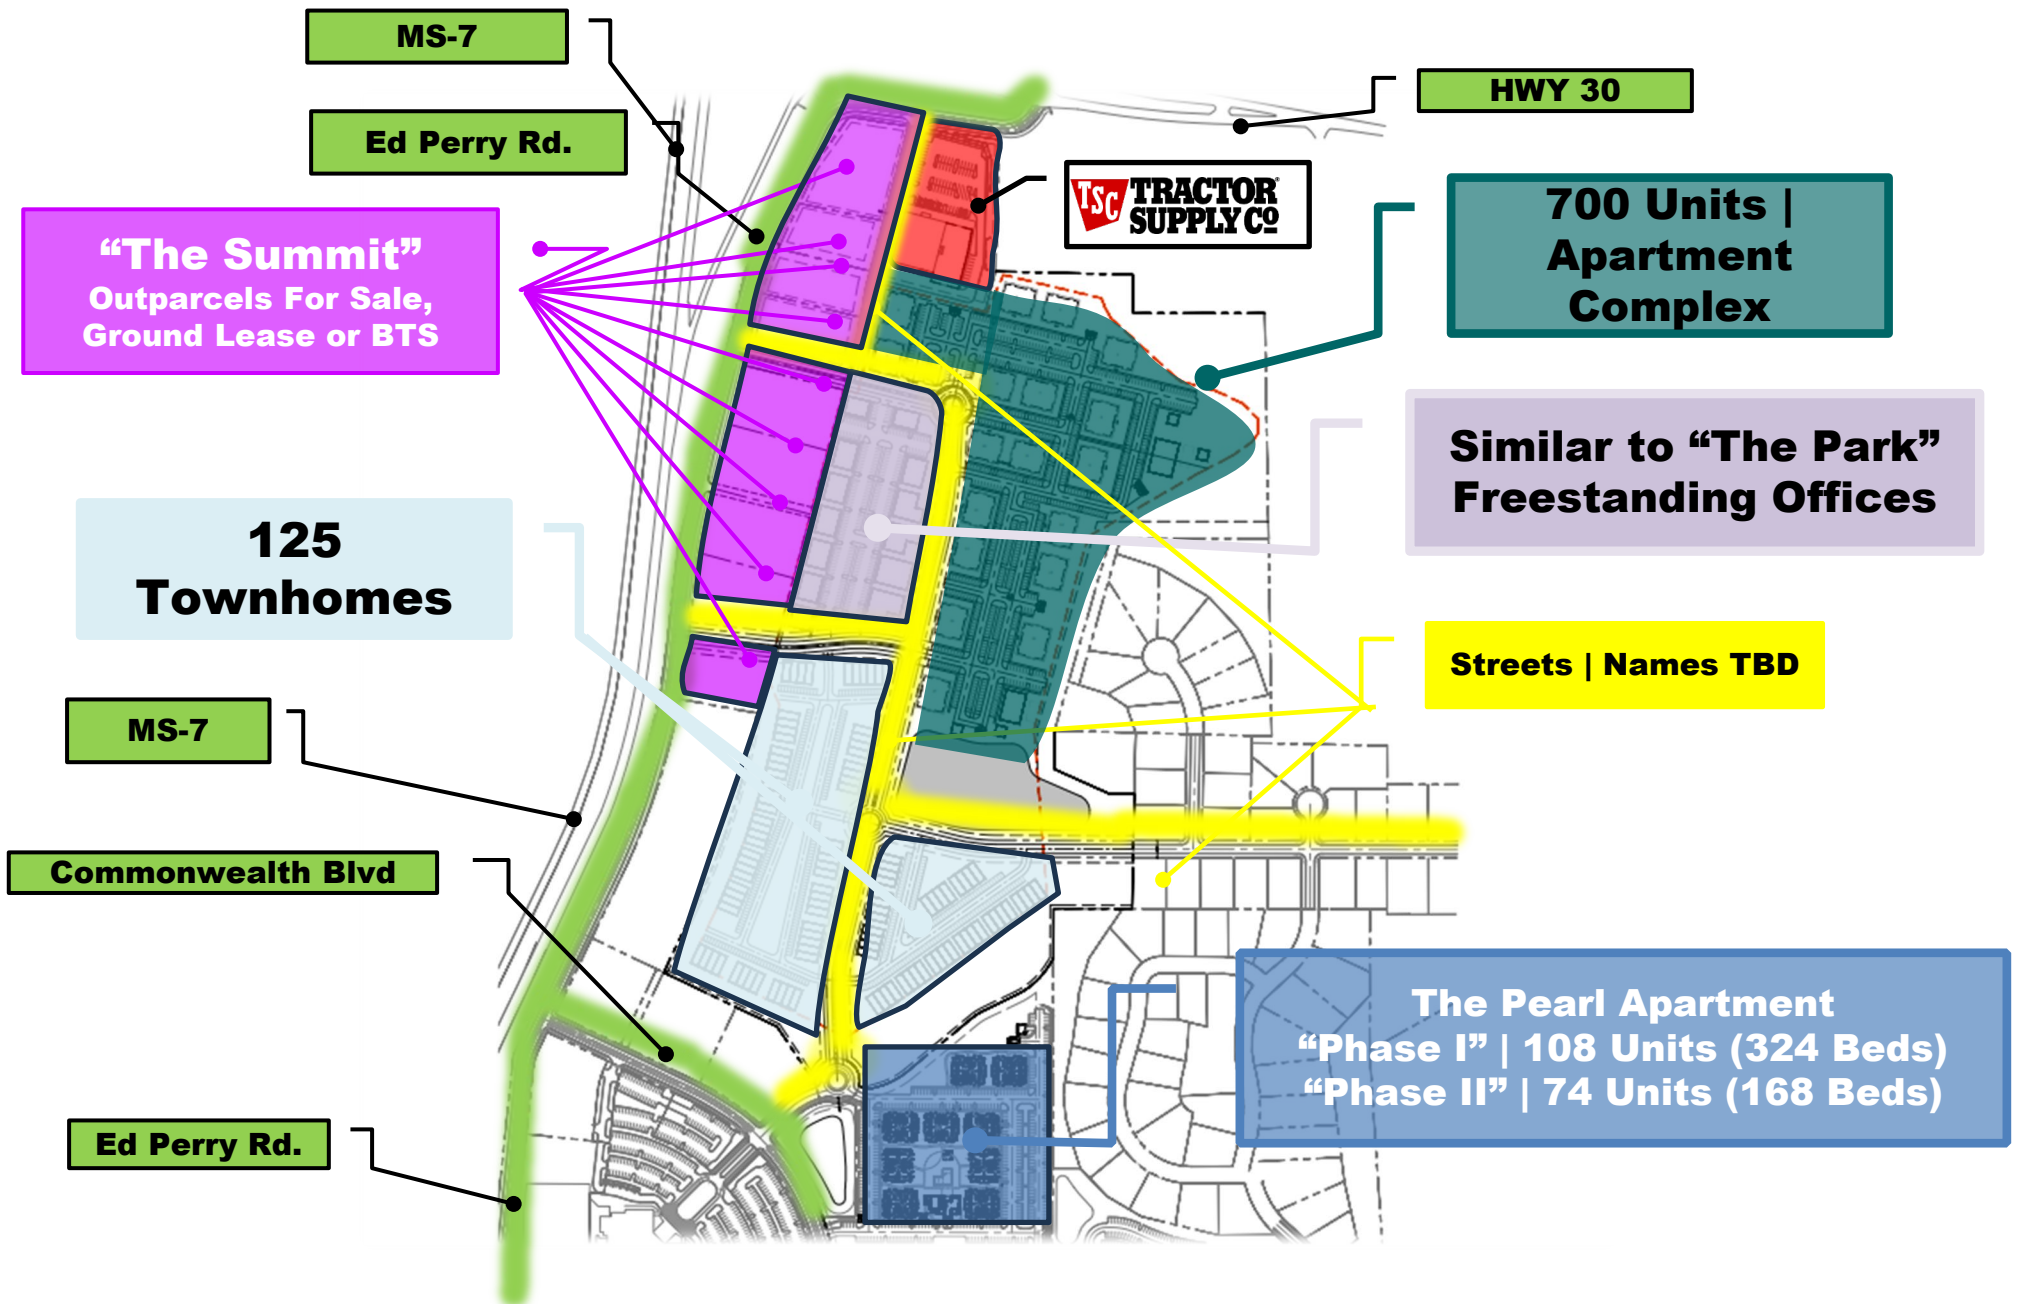 MS-7
HWY 30
Ed Perry Rd.
TSC TRACTOR
SUPPLY CO
700 Units |
Apartment
Complex
“The Summit”
Outparcels For Sale,
Ground Lease or BTS
Similar to “The Park”
Freestanding Offices
125
Townhomes
Streets | Names TBD
MS-7
Commonwealth Blvd
The Pearl Apartment
“Phase I” | 108 Units (324 Beds)
“Phase II” | 74 Units (168 Beds)
Ed Perry Rd.